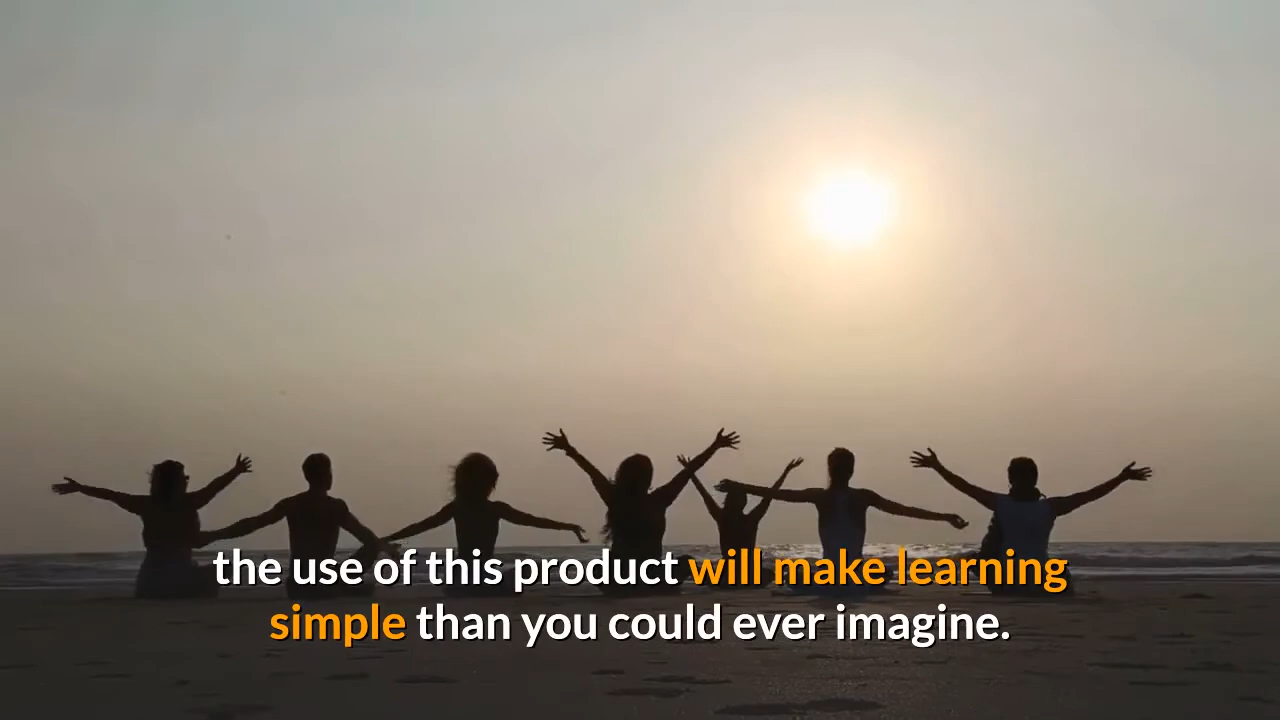 the use of this product will make learning
simple than you could ever imagine.